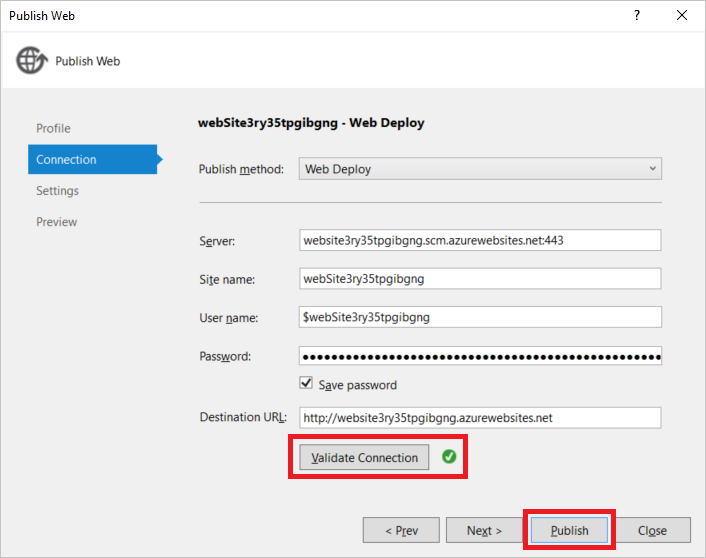 Publish Web
?
Publish Web
Profile
Connection
Settings
Preview
webSite3ry35tpgibgng - Web Deploy
Publish method: Web Deploy
Server: website3ry35tpgibgng.scm.azurewebsites.net:443
Site name: webSite3ry35tpgibgng
User name: $webSite3ry35tpgibgng
Password: ••••••••••••••••••••••••••••••••••••••••••••••••••
Save password
Destination URL: http://website3ry35tpgibgng.azurewebsites.net
Validate Connection
< Prev Next > Publish Close